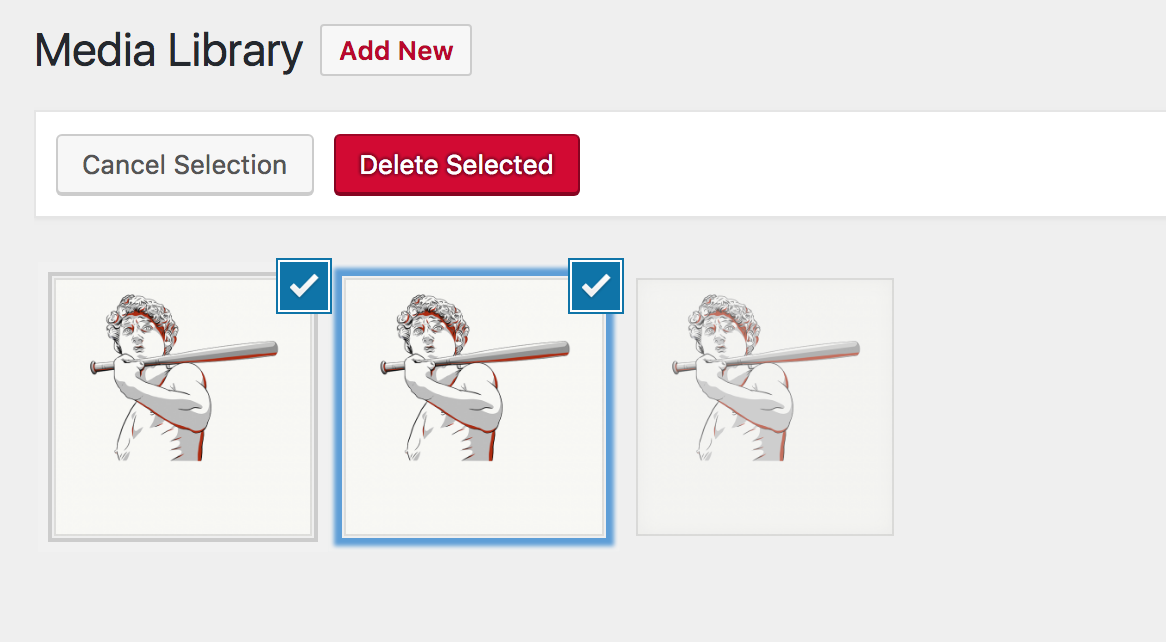 Media Library
Add New
Cancel Selection
Delete Selected